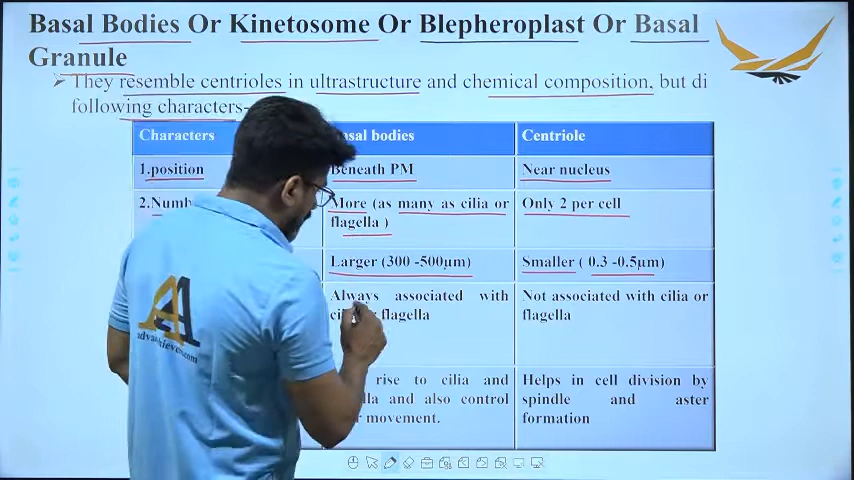 Basal Bodies Or Kinetosome Or Blepheroplast Or Basal
Granule
They resemble centrioles in ultrastructure and chemical composition, but di
following characters-
Characters
basal bodies
Centriole
1.position
Beneath PM
Near nucleus
2.Numb
More (as many as cilia or
flagella )
Only 2 per cell
Larger (300 -500µm)
Smaller ( 0.3 -0.5µm)
Always associated with
flagella
Not associated with cilia or
flagella
rise to cilia and
and also control
movement.
Helps in cell division by
spindle and aster
formation
AA